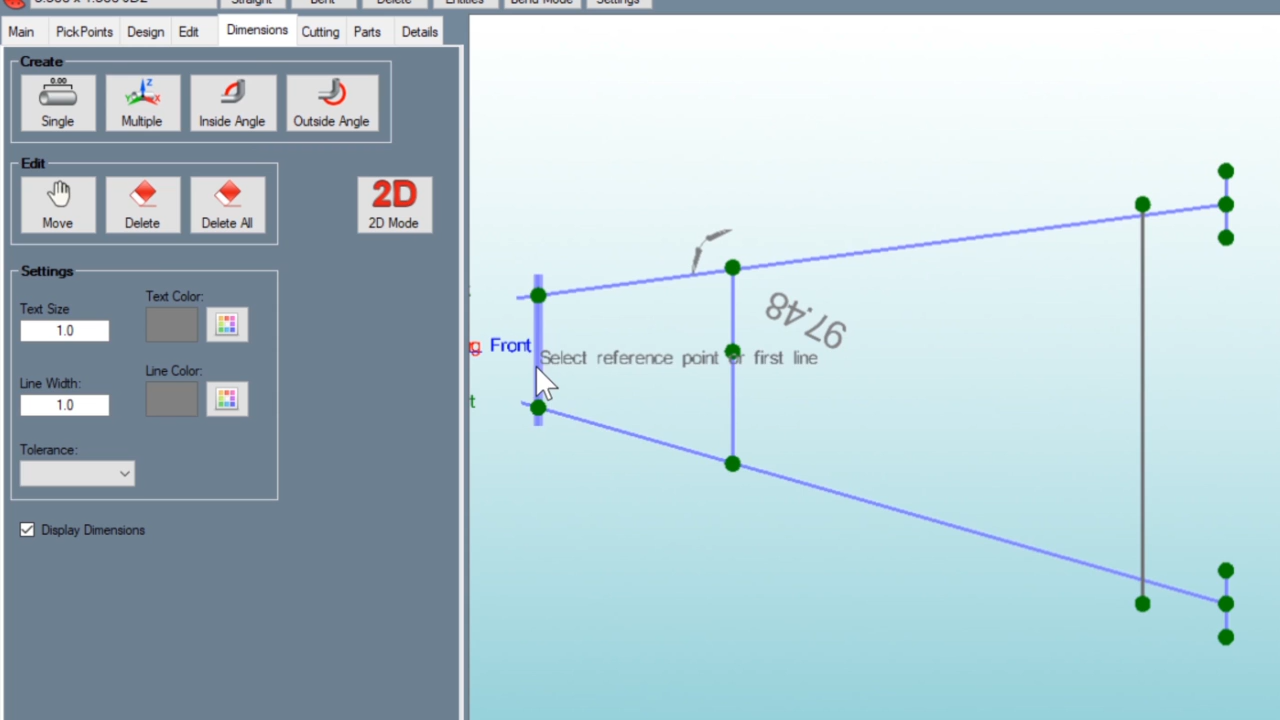 Straight Bent Delete Entities Bend Mode Settings
Main PickPoints Design Edit Dimensions Cutting Parts Details
Create
Single Multiple Inside Angle Outside Angle
0.00
Edit
Move Delete Delete All
2D
2D Mode
Settings
Text Size
Text Color:
1.0
Line Width:
Line Color:
1.0
Tolerance:
Display Dimensions
97.48
Front
Select reference point or first line